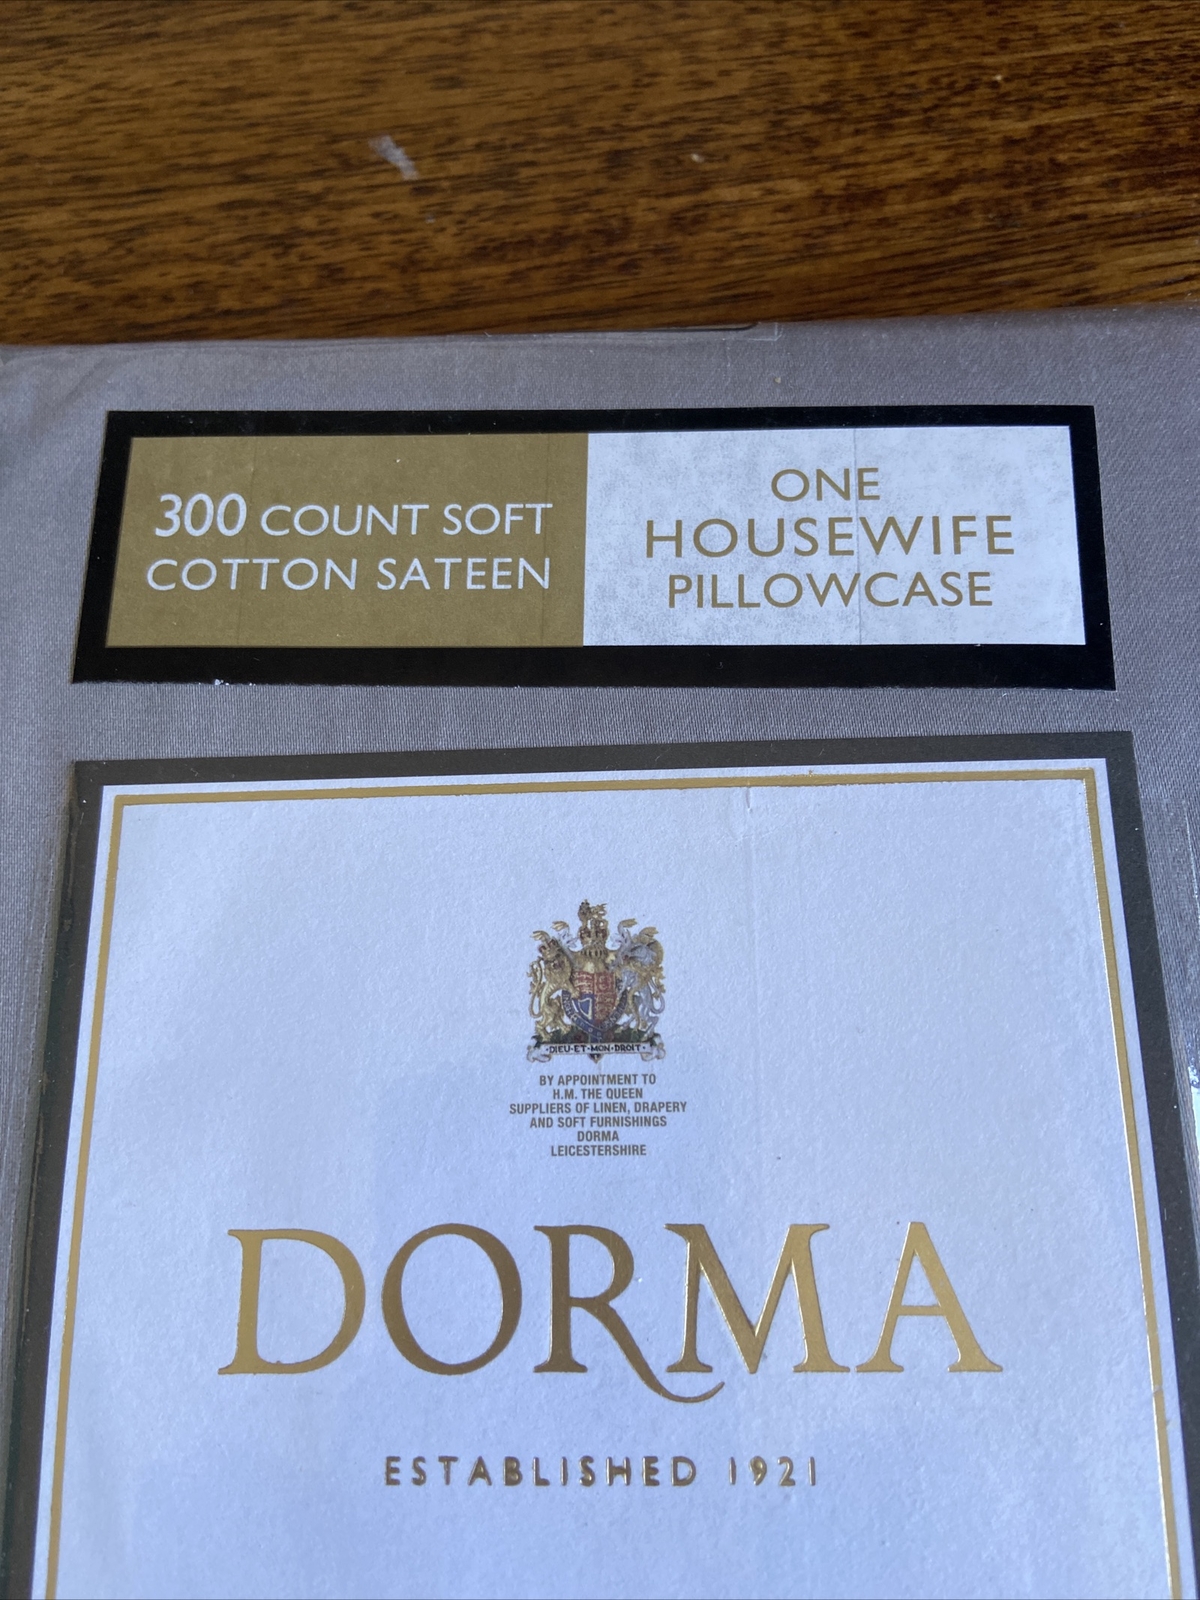 300 COUNT SOFT
COTTON SATEEN
ONE
HOUSEWIFE
PILLOWCASE
·DIEU·ET·MON·DROIT·
BY APPOINTMENT TO
H.M. THE QUEEN
SUPPLIERS OF LINEN, DRAPERY
AND SOFT FURNISHINGS
DORMA
LEICESTERSHIRE
DORMA
ESTABLISHED 1921